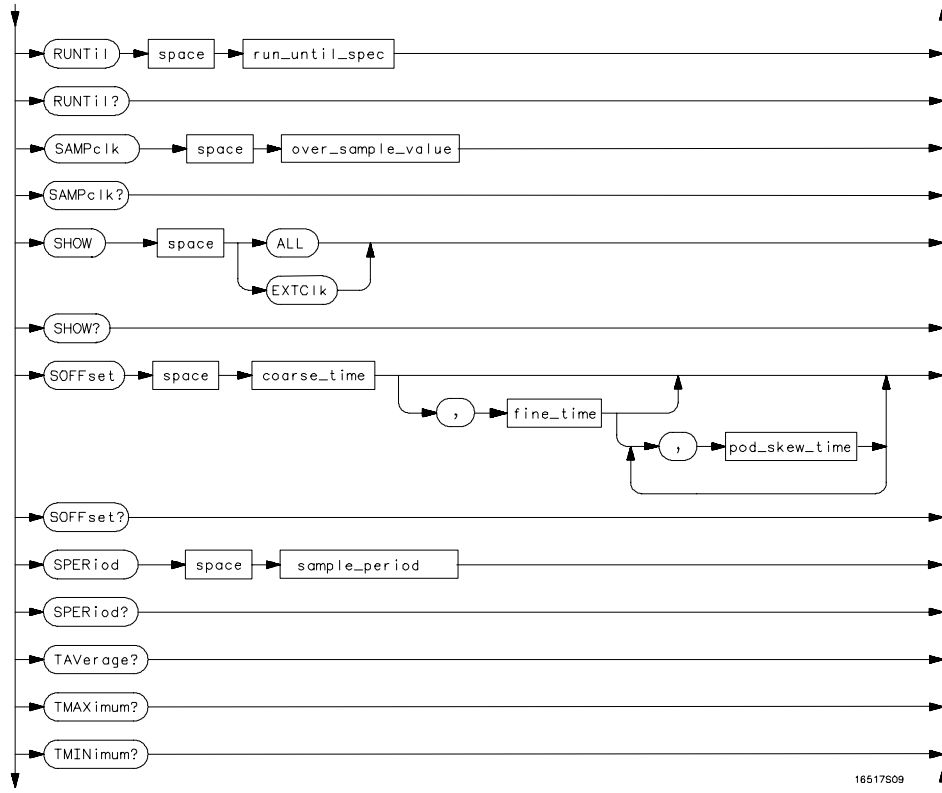 RUNTil space run_until_spec
RUNTil?
SAMPclk space over_sample_value
SAMPclk?
SHOW space ALL
EXTClk
SHOW?
SOFFset space coarse_time
, fine_time
, pod_skew_time
SOFFset?
SPERiod space sample_period
SPERiod?
TAVerage?
TMAXimum?
TMINimum?
16517S09